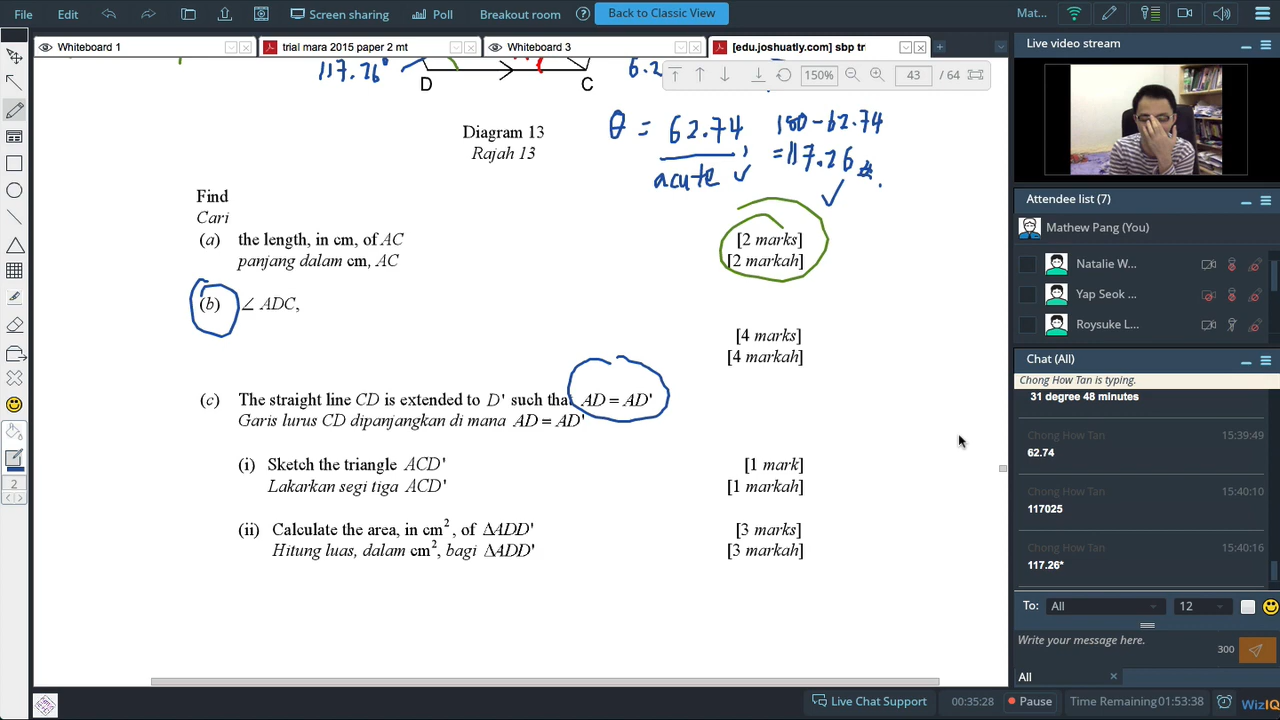 File Edit Screen sharing Poll Breakout room ? Back to Classic View Mat...
Whiteboard 1 trial mara 2015 paper 2 mt Whiteboard 3 [edu.joshuatly.com] sbp tr
Live video stream
150% 43 / 64
117.26° 6.2
D C
Diagram 13
Rajah 13
θ = 62.74 180 - 62.74
acute = 117.26
Find
Cari
(a) the length, in cm, of AC [2 marks]
panjang dalam cm, AC [2 markah]
(b) ∠ ADC,
[4 marks]
[4 markah]
(c) The straight line CD is extended to D' such that AD = AD'
Garis lurus CD dipanjangkan di mana AD = AD'
(i) Sketch the triangle ACD' [1 mark]
Lakarkan segi tiga ACD' [1 markah]
(ii) Calculate the area, in cm², of ΔADD' [3 marks]
Hitung luas, dalam cm², bagi ΔADD' [3 markah]
2
Attendee list (7)
Mathew Pang (You)
Natalie W...
Yap Seok ...
Roysuke L...
Chat (All)
Chong How Tan is typing.
31 degree 48 minutes
Chong How Tan 15:39:49
62.74
Chong How Tan 15:40:10
117025
Chong How Tan 15:40:16
117.26*
To: All 12
Write your message here.
300
All
Live Chat Support 00:35:28 Pause Time Remaining 01:53:38 WizIQ